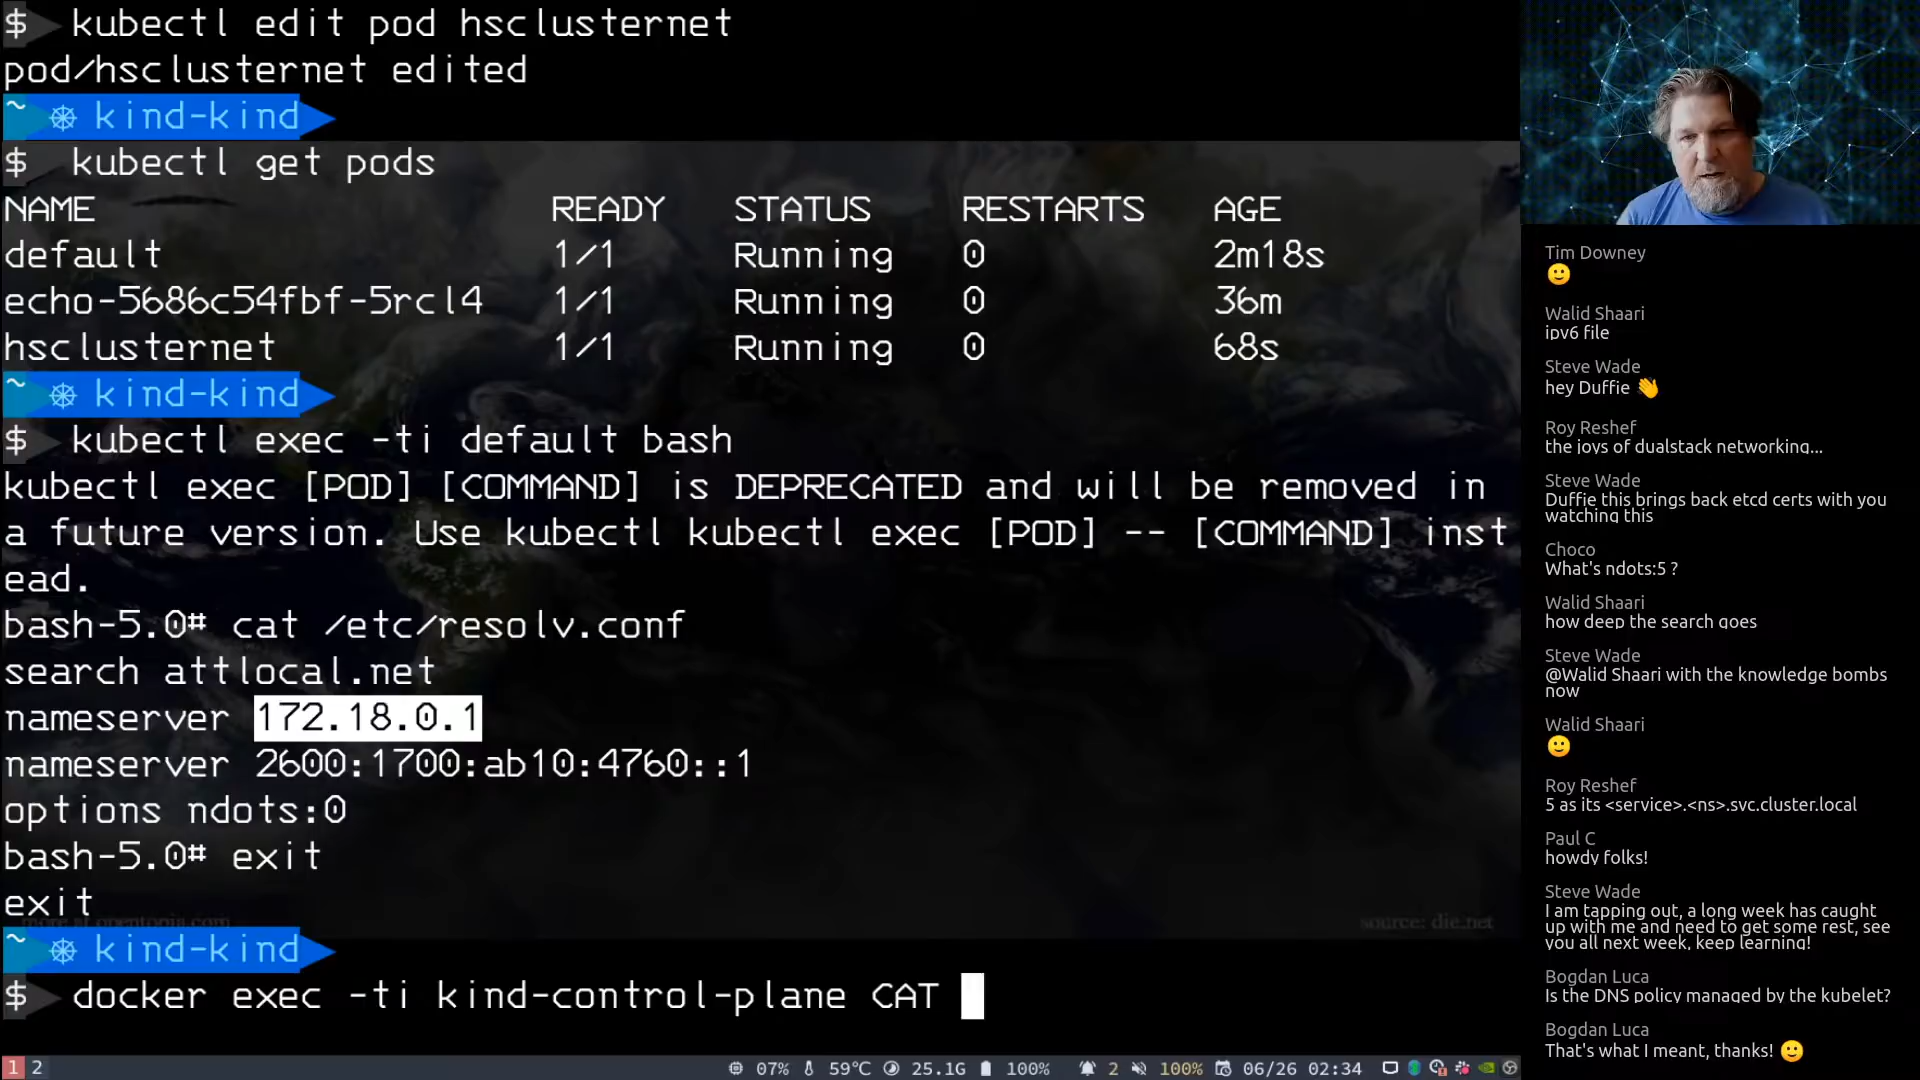 $ kubectl edit pod hsclusternet
pod/hsclusternet edited
~ ⎈ kind-kind
$ kubectl get pods
NAME READY STATUS RESTARTS AGE
default 1/1 Running 0 2m18s
echo-5686c54fbf-5rcl4 1/1 Running 0 36m
hsclusternet 1/1 Running 0 68s
~ ⎈ kind-kind
$ kubectl exec -ti default bash
kubectl exec [POD] [COMMAND] is DEPRECATED and will be removed in
a future version. Use kubectl kubectl exec [POD] -- [COMMAND] inst
ead.
bash-5.0# cat /etc/resolv.conf
search attlocal.net
nameserver 172.18.0.1
nameserver 2600:1700:ab10:4760::1
options ndots:0
bash-5.0# exit
exit
more at opentopia.com
source: die.net
~ ⎈ kind-kind
$ docker exec -ti kind-control-plane CAT
1 2
07% 59°C 25.1G 100% 2 100% 06/26 02:34
Tim Downey
🙂
Walid Shaari
ipv6 file
Steve Wade
hey Duffie 👋
Roy Reshef
the joys of dualstack networking...
Steve Wade
Duffie this brings back etcd certs with you
watching this
Choco
What's ndots:5 ?
Walid Shaari
how deep the search goes
Steve Wade
@Walid Shaari with the knowledge bombs
now
Walid Shaari
🙂
Roy Reshef
5 as its <service>.<ns>.svc.cluster.local
Paul C
howdy folks!
Steve Wade
I am tapping out, a long week has caught
up with me and need to get some rest, see
you all next week, keep learning!
Bogdan Luca
Is the DNS policy managed by the kubelet?
Bogdan Luca
That's what I meant, thanks! 🙂